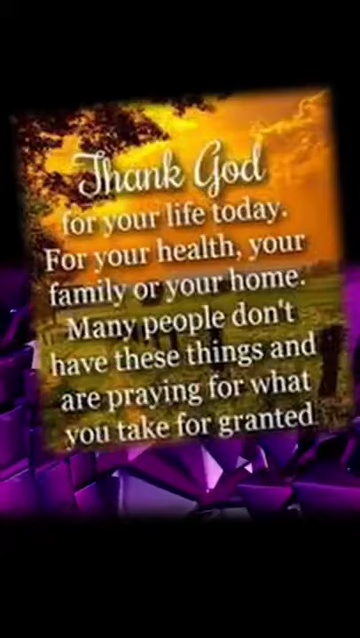 Thank God
for your life today.
For your health, your
family or your home.
Many people don't
have these things and
are praying for what
you take for granted